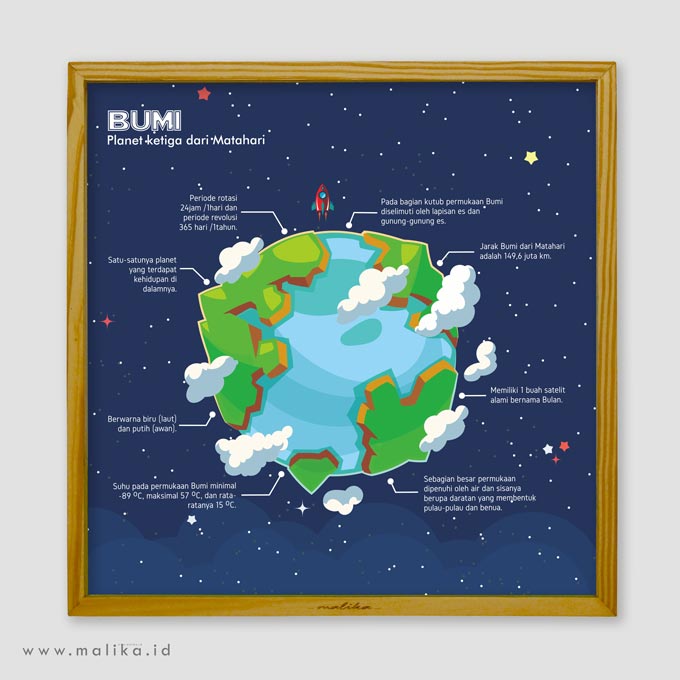 BUMI
Planet ketiga dari Matahari
Periode rotasi
24jam /1hari dan
periode revolusi
365 hari /1tahun.
Pada bagian kutub permukaan Bumi
diselimuti oleh lapisan es dan
gunung-gunung es.
Satu-satunya planet
yang terdapat
kehidupan di
dalamnya.
Jarak Bumi dari Matahari
adalah 149,6 juta km.
Berwarna biru (laut)
dan putih (awan).
Memiliki 1 buah satelit
alami bernama Bulan.
Suhu pada permukaan Bumi minimal
-89 ºC, maksimal 57 ºC, dan rata-
ratanya 15 ºC.
Sebagian besar permukaan
dipenuhi oleh air dan sisanya
berupa daratan yang membentuk
pulau-pulau dan benua.
malika
www.malika.id